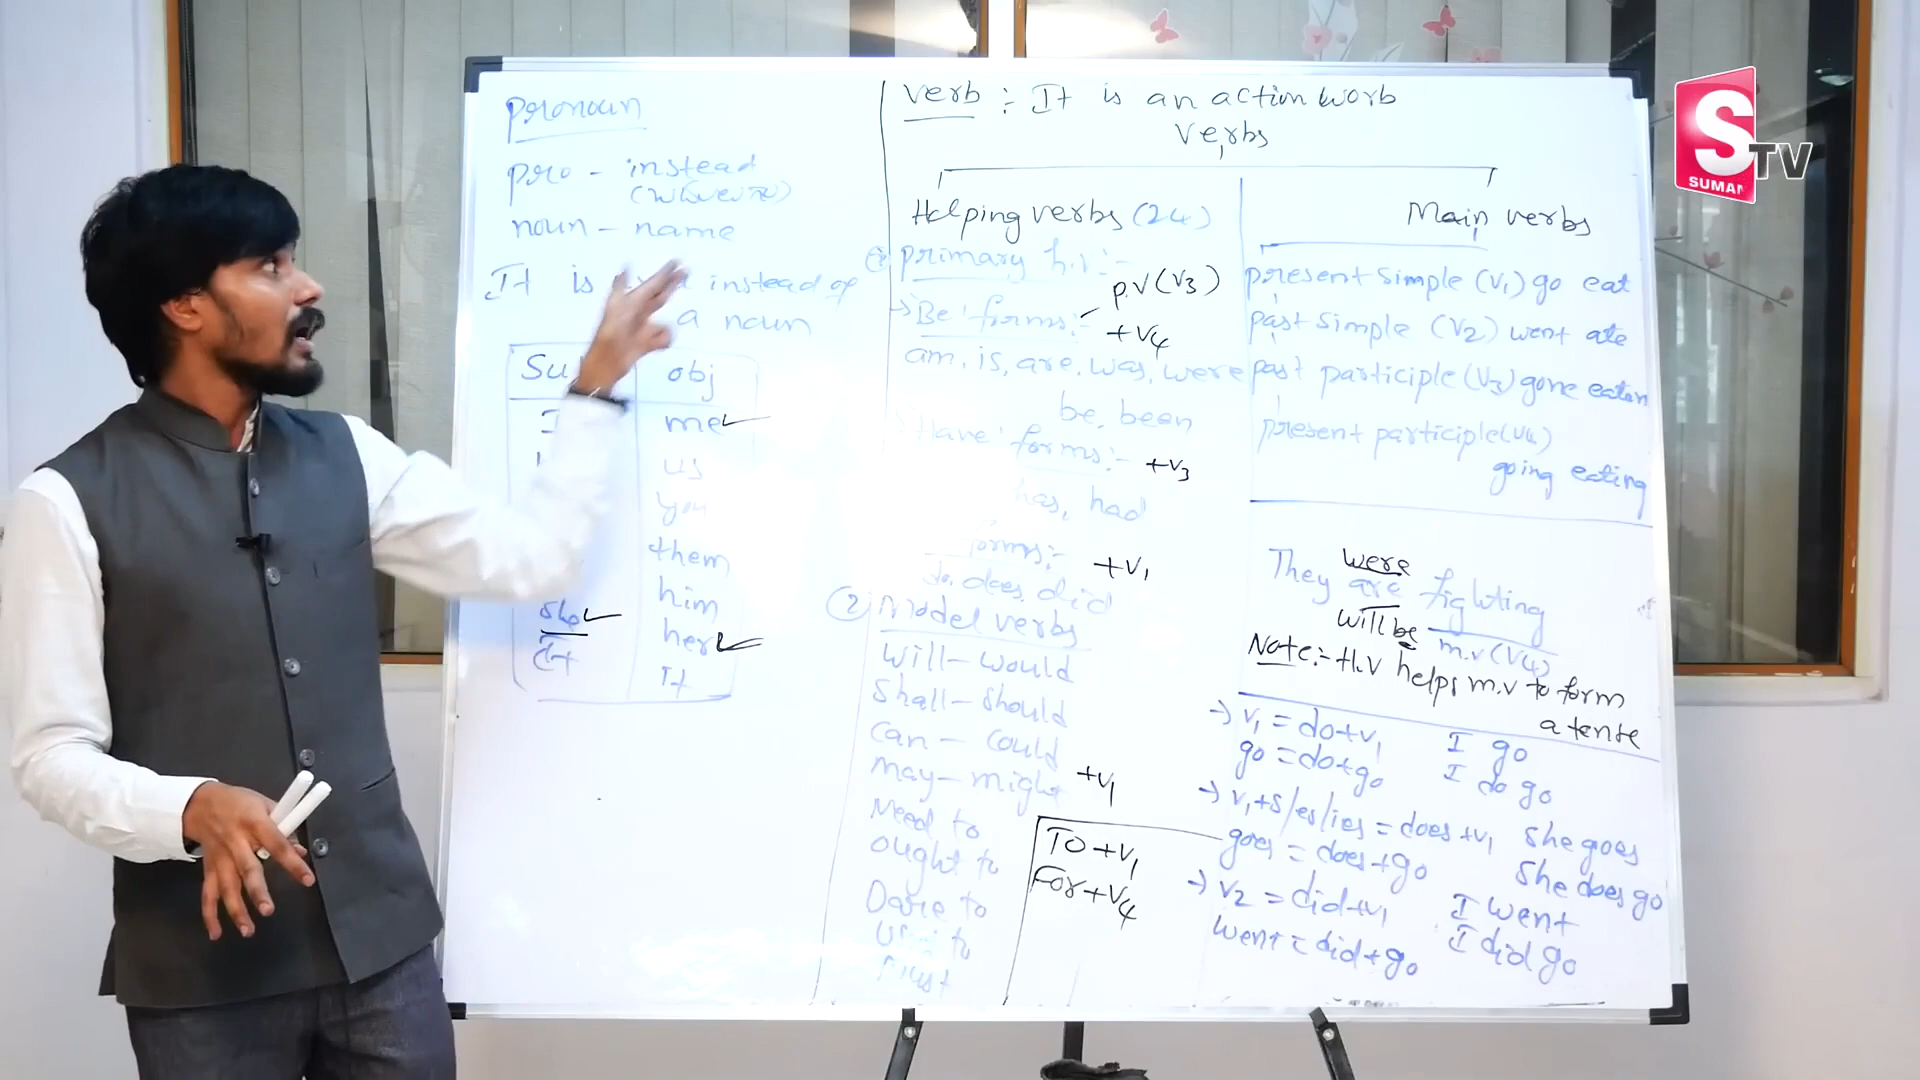 pronoun
pro - instead
noun - name
It is instead of
a noun
obj
I me
us
you
them
him
she her
It It
verb :- It is an action worb
Verbs
Helping verbs (24)
primary h.v :-
p.v (v3)
'Be' forms :-
+v4
am, is, are, was, were
be, been
'Have' forms :- +v3
has, had
forms :- +v1
do, does, did
② Model verbs
will - would
shall - should
can - could
may - might +v1
Need to
ought to
Dare to
used to
must
TO + v1
For + v4
Main verbs
present simple (v1) go eat
past simple (v2) went ate
past participle (v3) gone eaten
present participle (v4)
going eating
were
They are fighting
will be m.v (v4)
Note :- H.v helps m.v to form
a tense
→ v1 = do+v1 I go
go = do+go I do go
→ v1+s/es/ies = does +v1 she goes
goes = does+go She does go
→ v2 = did+v1 I went
went = did+go I did go
S TV
SUMAN